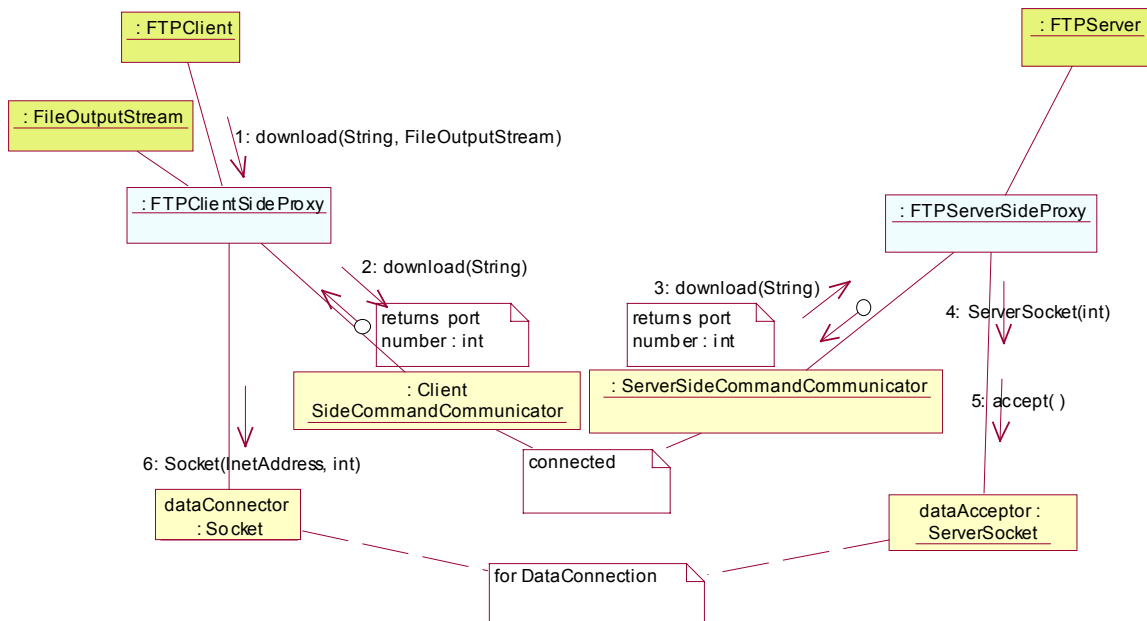 : FTPClient
: FTPServer
: FileOutputStream
1: download(String, FileOutputStream)
: FTPClientSideProxy
: FTPServerSideProxy
2: download(String)
3: download(String)
returns port
number : int
returns port
number : int
4: ServerSocket(int)
: Client
SideCommandCommunicator
: ServerSideCommandCommunicator
5: accept( )
6: Socket(InetAddress, int)
connected
dataConnector
: Socket
dataAcceptor :
ServerSocket
for DataConnection